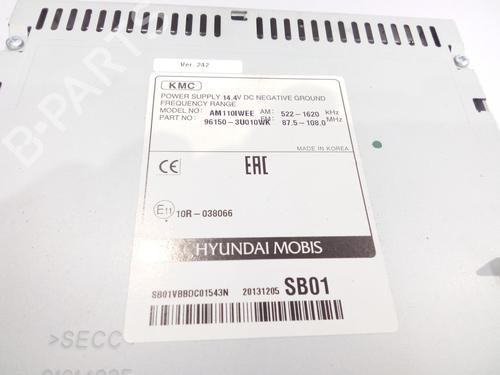 Ver. 242
KMC
POWER SUPPLY 14.4V DC NEGATIVE GROUND
FREQUENCY RANGE
MODEL NO: AM110IWEE AM: 522-1620 KHz
PART NO: 96150-3U010WK FM: 87.5-108.0 MHz
MADE IN KOREA
CE EAC
E11 10R-038066
HYUNDAI MOBIS
SB01VBBDC01543N 20131205 SB01
>SECC